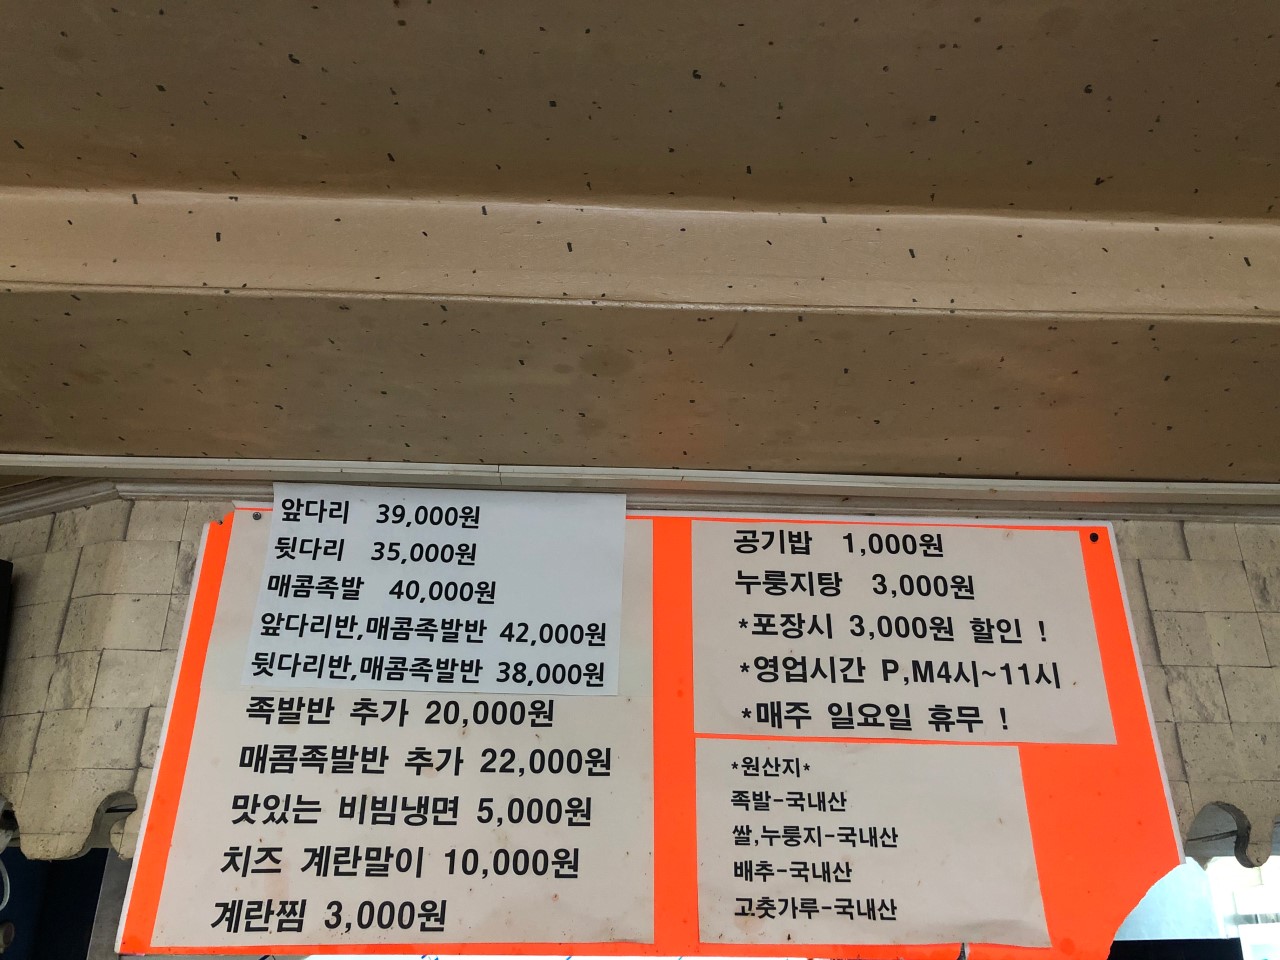 앞다리 39,000원
뒷다리 35,000원
매콤족발 40,000원
앞다리반,매콤족발반 42,000원
뒷다리반,매콤족발반 38,000원
족발반 추가 20,000원
매콤족발반 추가 22,000원
맛있는 비빔냉면 5,000원
치즈 계란말이 10,000원
계란찜 3,000원
공기밥 1,000원
누룽지탕 3,000원
*포장시 3,000원 할인 !
*영업시간 P,M4시~11시
*매주 일요일 휴무 !
*원산지*
족발-국내산
쌀,누룽지-국내산
배추-국내산
고춧가루-국내산